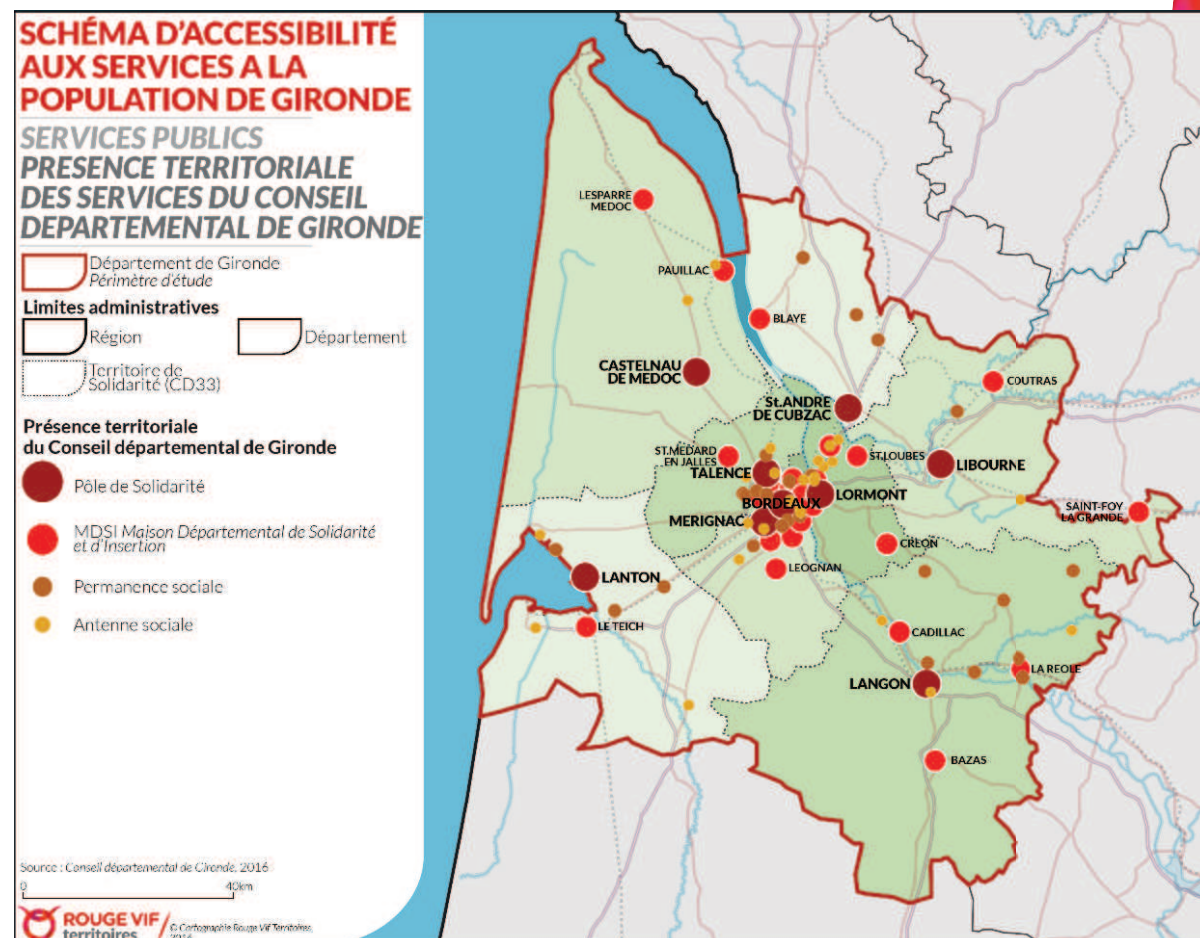 SCHÉMA D'ACCESSIBILITÉ
AUX SERVICES A LA
POPULATION DE GIRONDE
SERVICES PUBLICS
PRESENCE TERRITORIALE
DES SERVICES DU CONSEIL
DEPARTEMENTAL DE GIRONDE
Département de Gironde
Périmètre d'étude
Limites administratives
Région
Département
Territoire de
Solidarité (CD33)
Présence territoriale
du Conseil départemental de Gironde
Pôle de Solidarité
MDSI Maison Départemental de Solidarité
et d'Insertion
Permanence sociale
Antenne sociale
Source : Conseil départemental de Gironde, 2016
0 40km
ROUGE VIF /
territoires
© Cartographie Rouge Vif Territoires,
2016
LESPARRE
MEDOC
PAUILLAC
BLAYE
CASTELNAU
DE MEDOC
St.ANDRE
DE CUBZAC
COUTRAS
ST.MEDARD
EN JALLES
ST.LOUBES
TALENCE
LIBOURNE
LORMONT
BORDEAUX
MERIGNAC
SAINT-FOY
LA GRANDE
CREON
LEOGNAN
LANTON
LE TEICH
CADILLAC
LA REOLE
LANGON
BAZAS